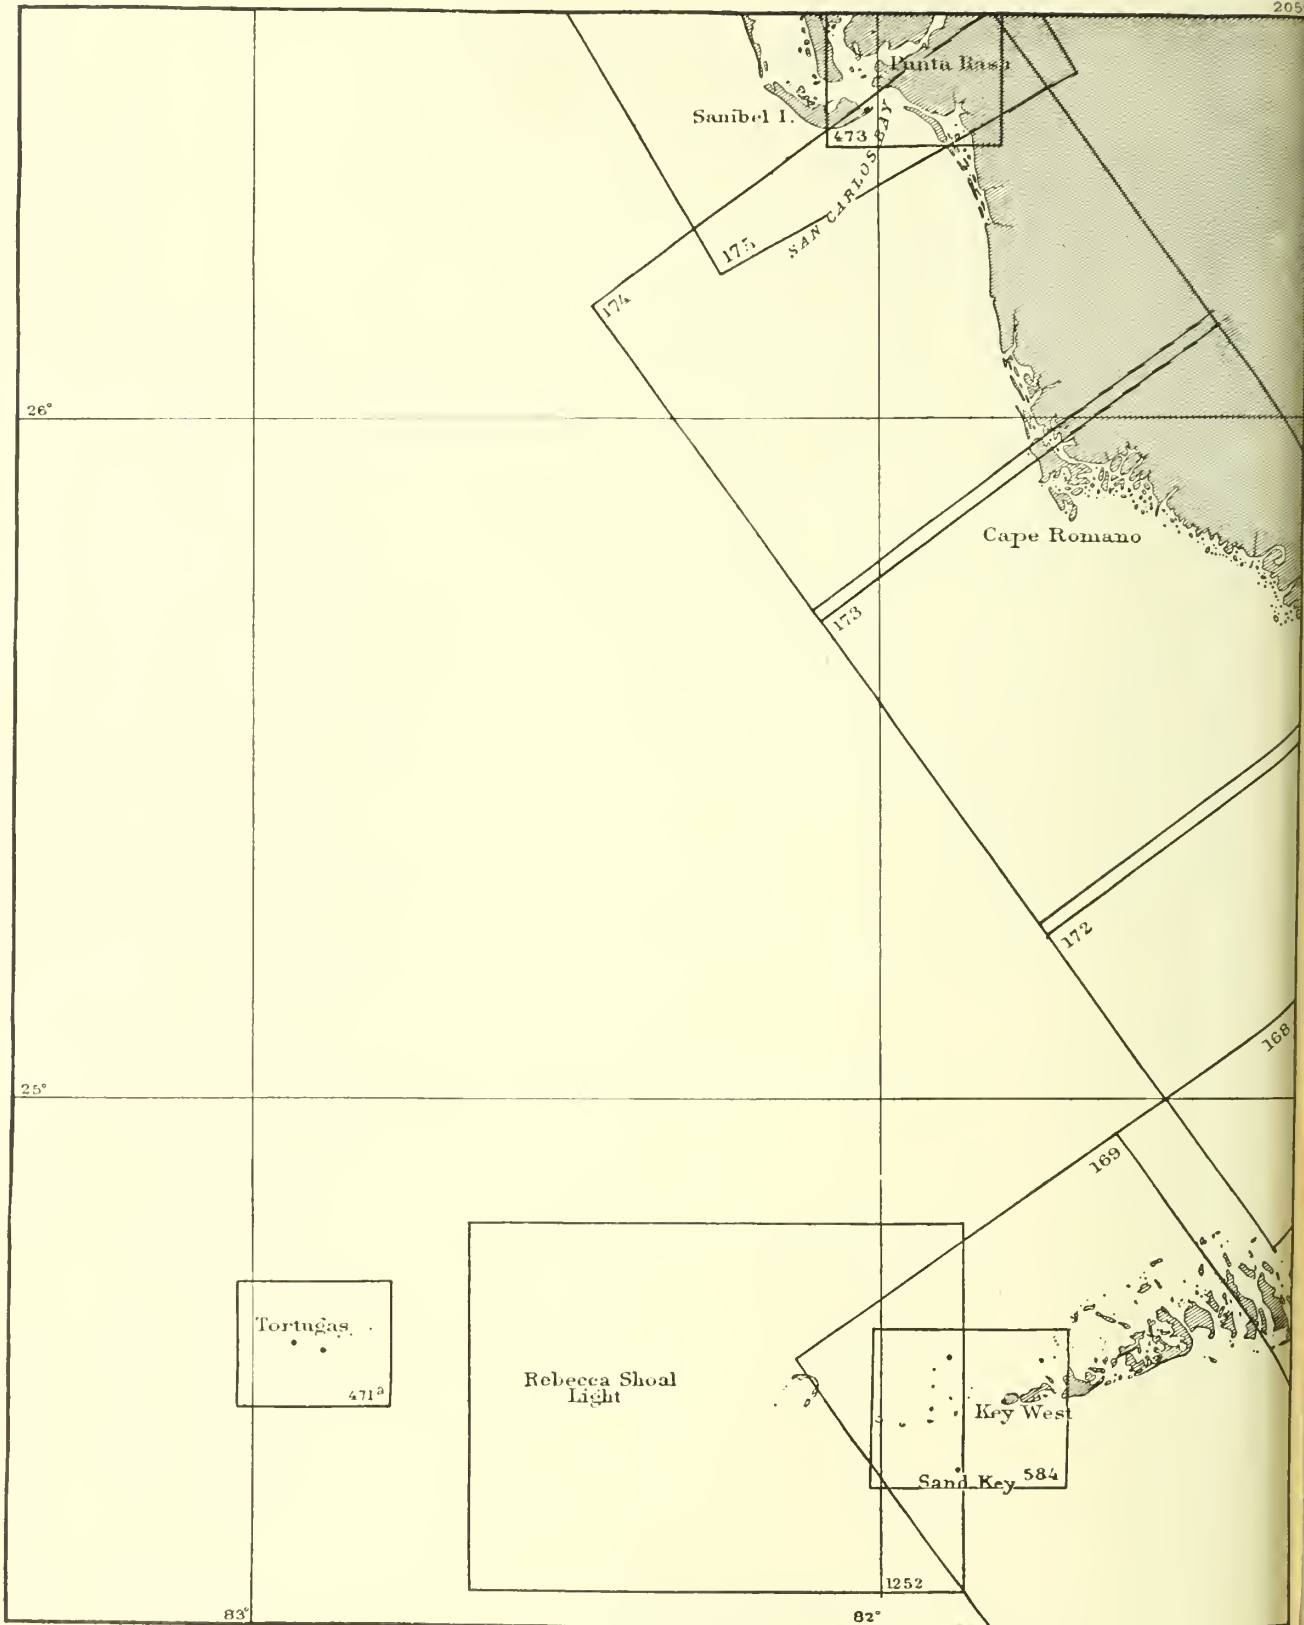 205
Punta Rasa
Sanibel I.
473
SAN CARLOS BAY
175
174
26°
Cape Romano
173
172
168
25°
169
Tortugas
471ª
Rebecca Shoal
Light
Key West
Sand Key 584
1252
83°
82°